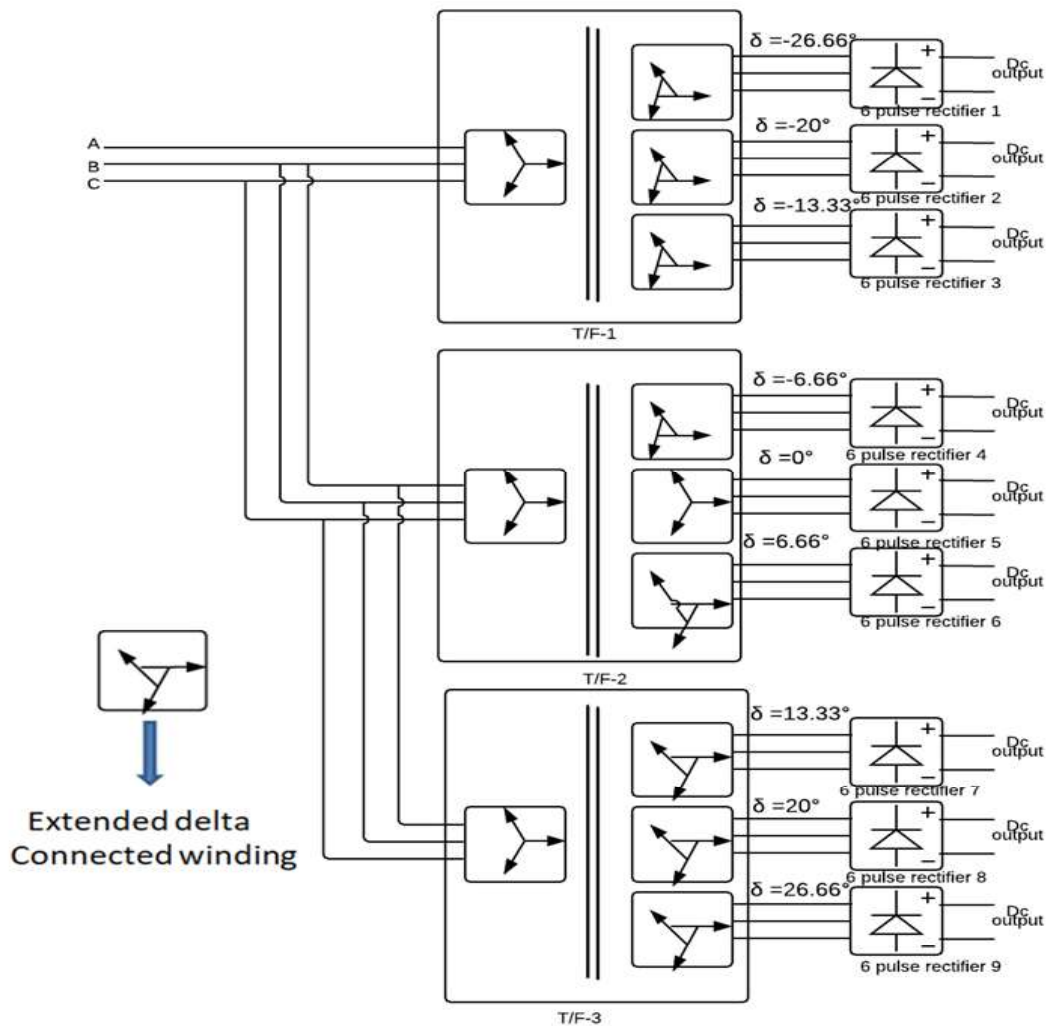 A
B
C
δ =-26.66°
+
−
Dc
output
6 pulse rectifier 1
δ =-20°
+
−
Dc
output
6 pulse rectifier 2
δ =-13.33°
+
−
Dc
output
6 pulse rectifier 3
T/F-1
δ =-6.66°
+
−
Dc
output
6 pulse rectifier 4
δ =0°
+
−
Dc
output
6 pulse rectifier 5
δ =6.66°
+
−
Dc
output
6 pulse rectifier 6
T/F-2
δ =13.33°
+
−
Dc
output
6 pulse rectifier 7
δ =20°
+
−
Dc
output
6 pulse rectifier 8
δ =26.66°
+
−
Dc
output
6 pulse rectifier 9
T/F-3
Extended delta
Connected winding